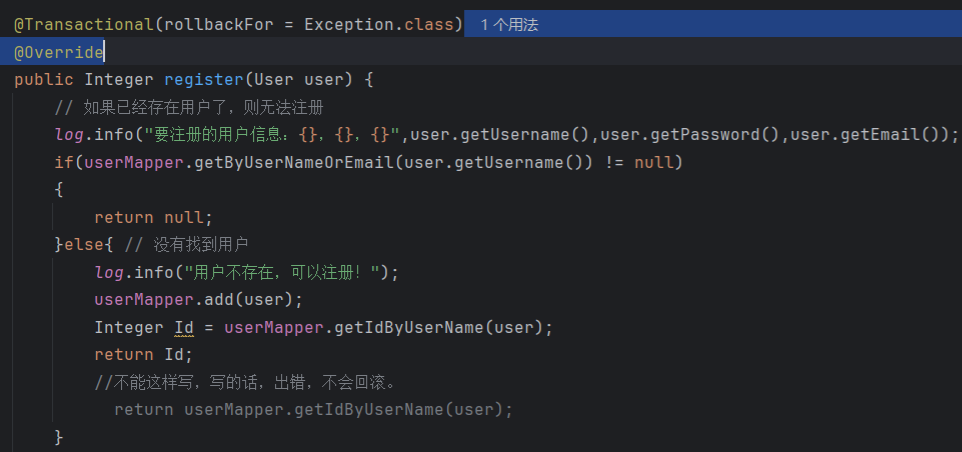 @Transactional(rollbackFor = Exception.class) 1 个用法
@Override
public Integer register(User user) {
// 如果已经存在用户了，则无法注册
log.info("要注册的用户信息：{}，{}，{}",user.getUsername(),user.getPassword(),user.getEmail());
if(userMapper.getByUserNameOrEmail(user.getUsername()) != null)
{
return null;
}else{ // 没有找到用户
log.info("用户不存在，可以注册！");
userMapper.add(user);
Integer Id = userMapper.getIdByUserName(user);
return Id;
//不能这样写，写的话，出错，不会回滚。
return userMapper.getIdByUserName(user);
}